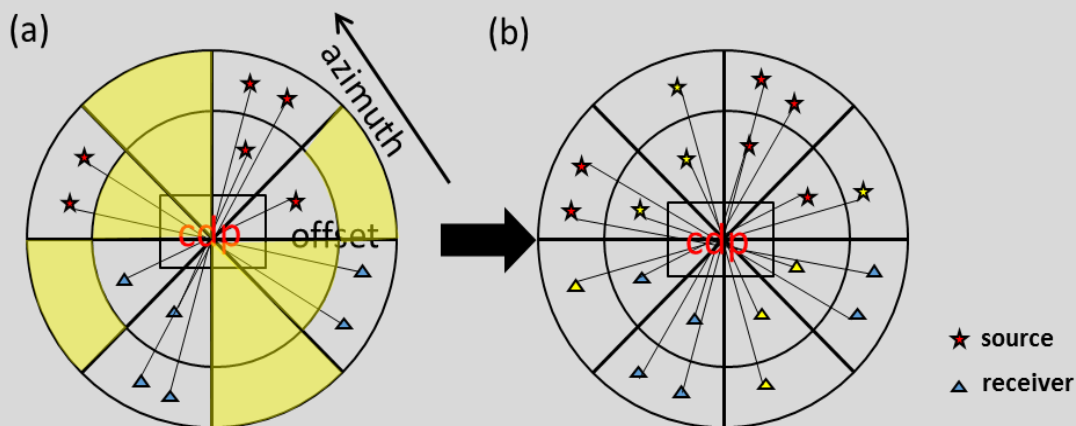 (a)
azimuth
cdp
offset
(b)
cdp
source
receiver